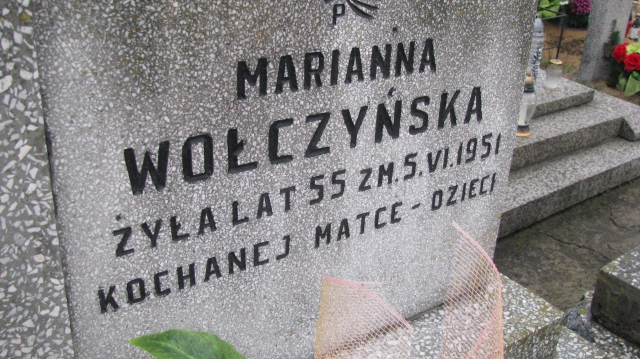 P
MARIANNA
WOŁCZYŃSKA
ŻYŁA LAT 55 ZM. 5.VI.1951
KOCHANEJ MATCE - DZIECI